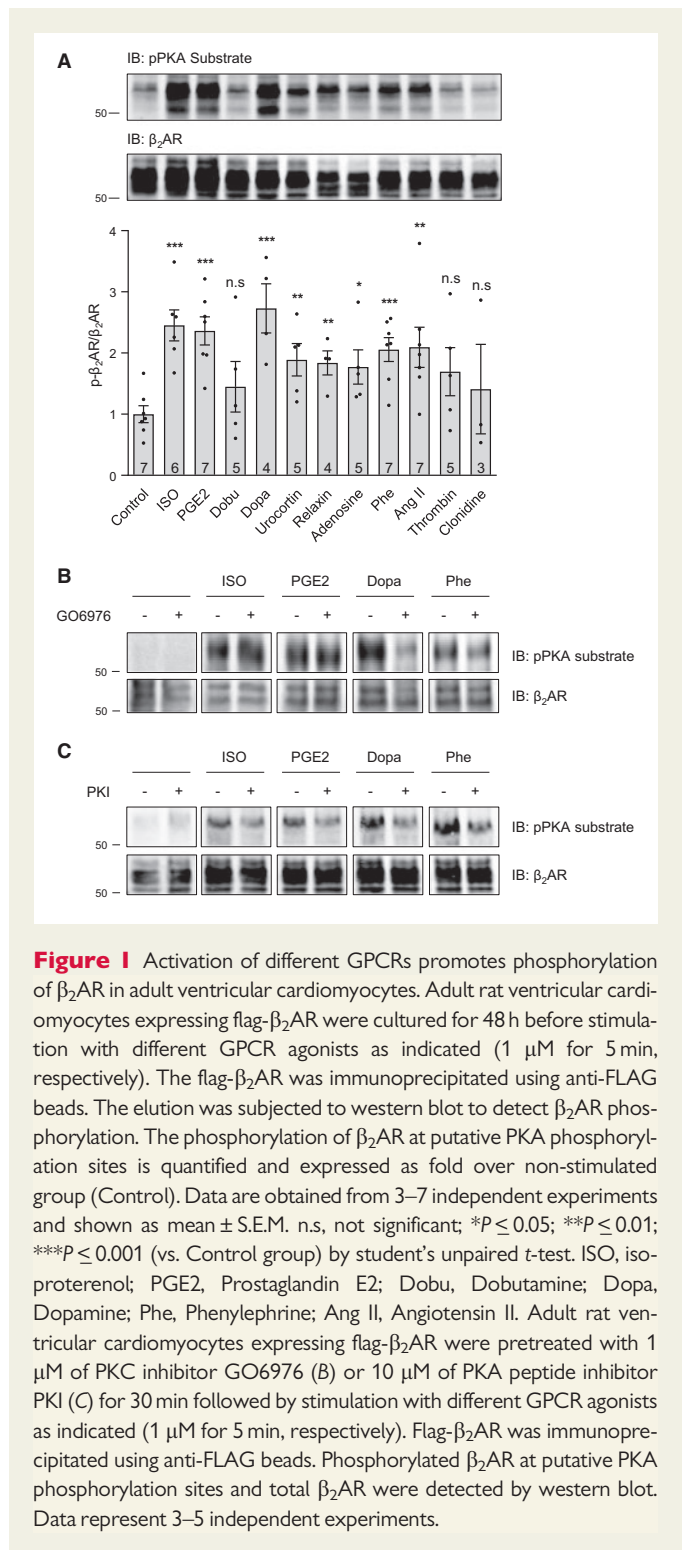 A
IB: pPKA Substrate
50
IB: β2AR
50
p-β2AR/β2AR
4
3
2
1
0
*** *** n.s *** ** ** * *** ** n.s n.s
7 6 7 5 4 5 4 5 7 7 5 3
Control ISO PGE2 Dobu Dopa Urocortin Relaxin Adenosine Phe Ang II Thrombin Clonidine
B
ISO PGE2 Dopa Phe
GO6976 - + - + - + - + - +
50
IB: pPKA substrate
50
IB: β2AR
C
ISO PGE2 Dopa Phe
PKI - + - + - + - + - +
50
IB: pPKA substrate
50
IB: β2AR
Figure 1 Activation of different GPCRs promotes phosphorylation
of β2AR in adult ventricular cardiomyocytes. Adult rat ventricular cardi-
omyocytes expressing flag-β2AR were cultured for 48 h before stimula-
tion with different GPCR agonists as indicated (1 μM for 5 min,
respectively). The flag-β2AR was immunoprecipitated using anti-FLAG
beads. The elution was subjected to western blot to detect β2AR phos-
phorylation. The phosphorylation of β2AR at putative PKA phosphoryl-
ation sites is quantified and expressed as fold over non-stimulated
group (Control). Data are obtained from 3–7 independent experiments
and shown as mean ± S.E.M. n.s, not significant; *P ≤ 0.05; **P ≤ 0.01;
***P ≤ 0.001 (vs. Control group) by student's unpaired t-test. ISO, iso-
proterenol; PGE2, Prostaglandin E2; Dobu, Dobutamine; Dopa,
Dopamine; Phe, Phenylephrine; Ang II, Angiotensin II. Adult rat ven-
tricular cardiomyocytes expressing flag-β2AR were pretreated with 1
μM of PKC inhibitor GO6976 (B) or 10 μM of PKA peptide inhibitor
PKI (C) for 30 min followed by stimulation with different GPCR agonists
as indicated (1 μM for 5 min, respectively). Flag-β2AR was immunopre-
cipitated using anti-FLAG beads. Phosphorylated β2AR at putative PKA
phosphorylation sites and total β2AR were detected by western blot.
Data represent 3–5 independent experiments.